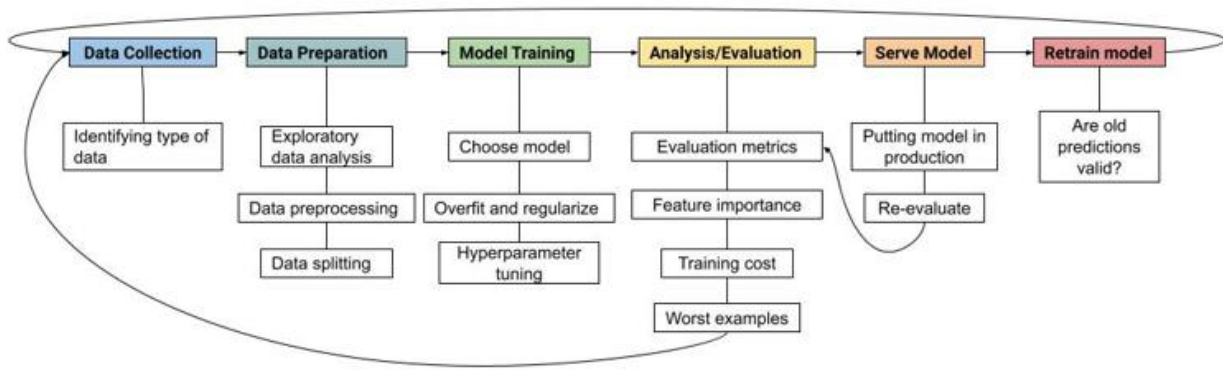 Data Collection
Data Preparation
Model Training
Analysis/Evaluation
Serve Model
Retrain model
Identifying type of
data
Exploratory
data analysis
Data preprocessing
Data splitting
Choose model
Overfit and regularize
Hyperparameter
tuning
Evaluation metrics
Feature importance
Training cost
Worst examples
Putting model in
production
Re-evaluate
Are old
predictions
valid?